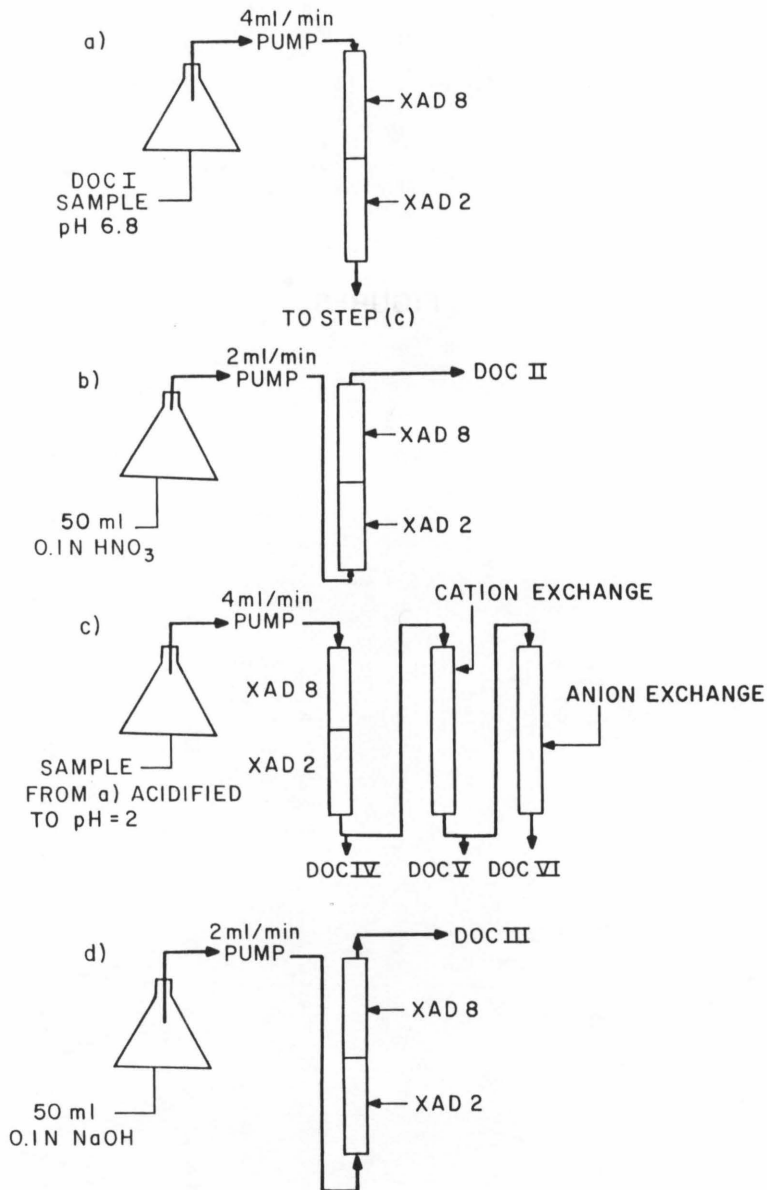 a)
4ml/min
PUMP
XAD 8
XAD 2
DOC I
SAMPLE
pH 6.8
TO STEP (c)
b)
2ml/min
PUMP
DOC II
XAD 8
XAD 2
50 ml
0.1N HNO₃
c)
4ml/min
PUMP
CATION EXCHANGE
XAD 8
ANION EXCHANGE
XAD 2
SAMPLE
FROM a) ACIDIFIED
TO pH = 2
DOC IV
DOC V
DOC VI
d)
2ml/min
PUMP
DOC III
XAD 8
XAD 2
50 ml
0.1N NaOH